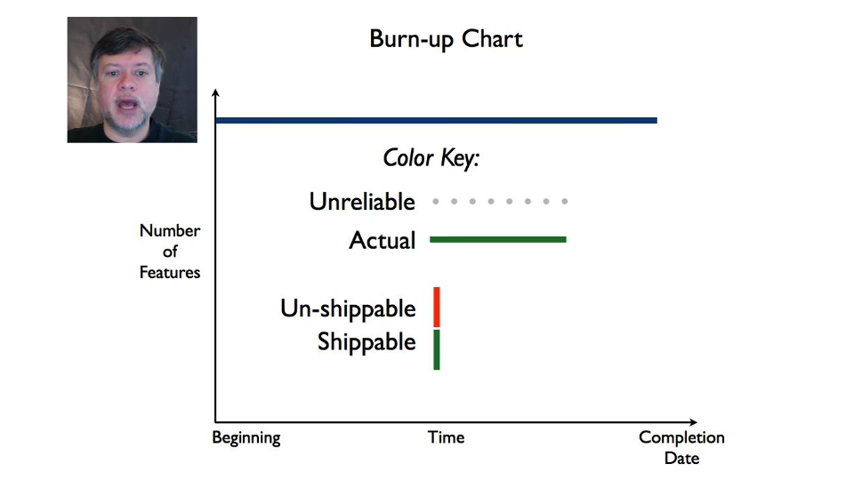 Burn-up Chart
Color Key:
Unreliable
Actual
Number
of
Features
Un-shippable
Shippable
Beginning
Time
Completion
Date